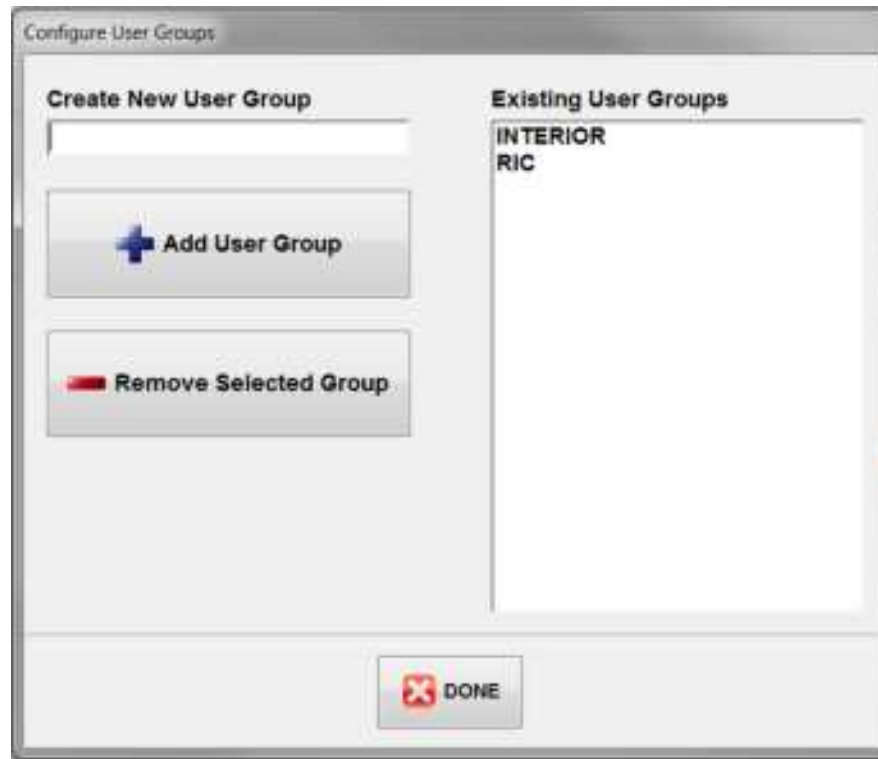 Configure User Groups
Create New User Group
Add User Group
Remove Selected Group
Existing User Groups
INTERIOR
RIC
DONE